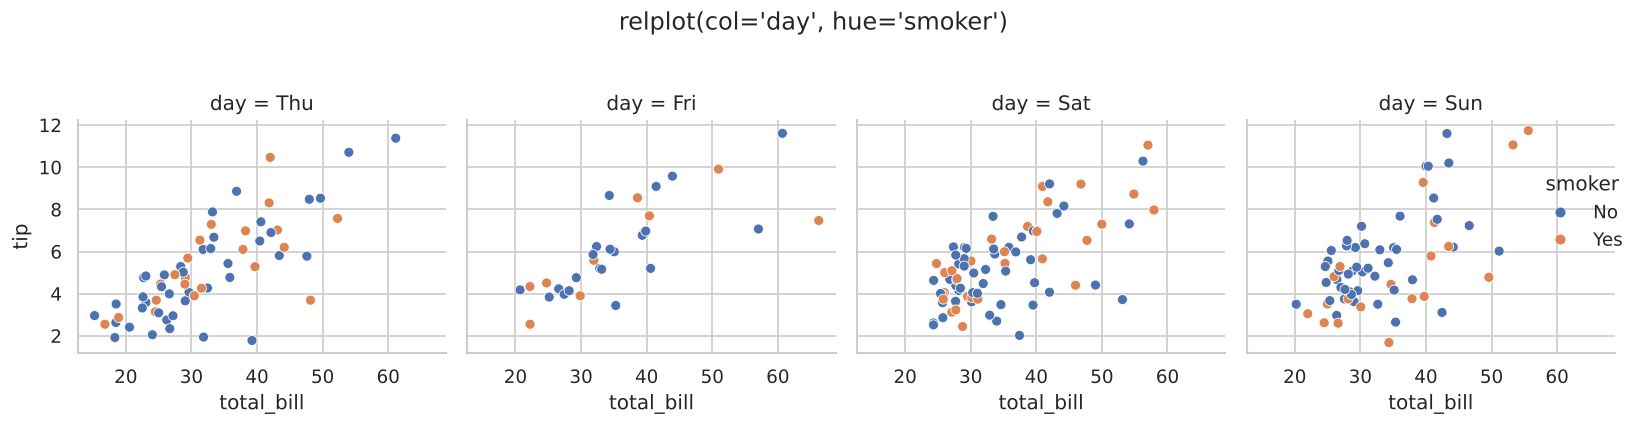 relplot(col='day', hue='smoker')
day = Thu
day = Fri
day = Sat
day = Sun
12
10
8
6
4
2
tip
20 30 40 50 60
20 30 40 50 60
20 30 40 50 60
20 30 40 50 60
total_bill
total_bill
total_bill
total_bill
smoker
No
Yes